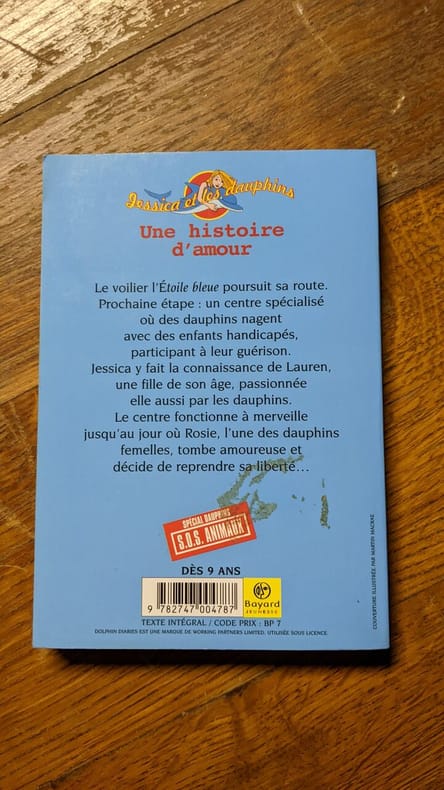 Jessica et les dauphins
Une histoire
d'amour
Le voilier l'Étoile bleue poursuit sa route.
Prochaine étape : un centre spécialisé
où des dauphins nagent
avec des enfants handicapés,
participant à leur guérison.
Jessica y fait la connaissance de Lauren,
une fille de son âge, passionnée
elle aussi par les dauphins.
Le centre fonctionne à merveille
jusqu'au jour où Rosie, l'une des dauphins
femelles, tombe amoureuse et
décide de reprendre sa liberté...
SPÉCIAL DAUPHINS
S.O.S. ANIMAUX
DÈS 9 ANS
9 782747 004787
Bayard
JEUNESSE
TEXTE INTÉGRAL / CODE PRIX : BP 7
DOLPHIN DIARIES EST UNE MARQUE DE WORKING PARTNERS LIMITED. UTILISÉE SOUS LICENCE.
COUVERTURE ILLUSTRÉE PAR MARTIN MACRAE